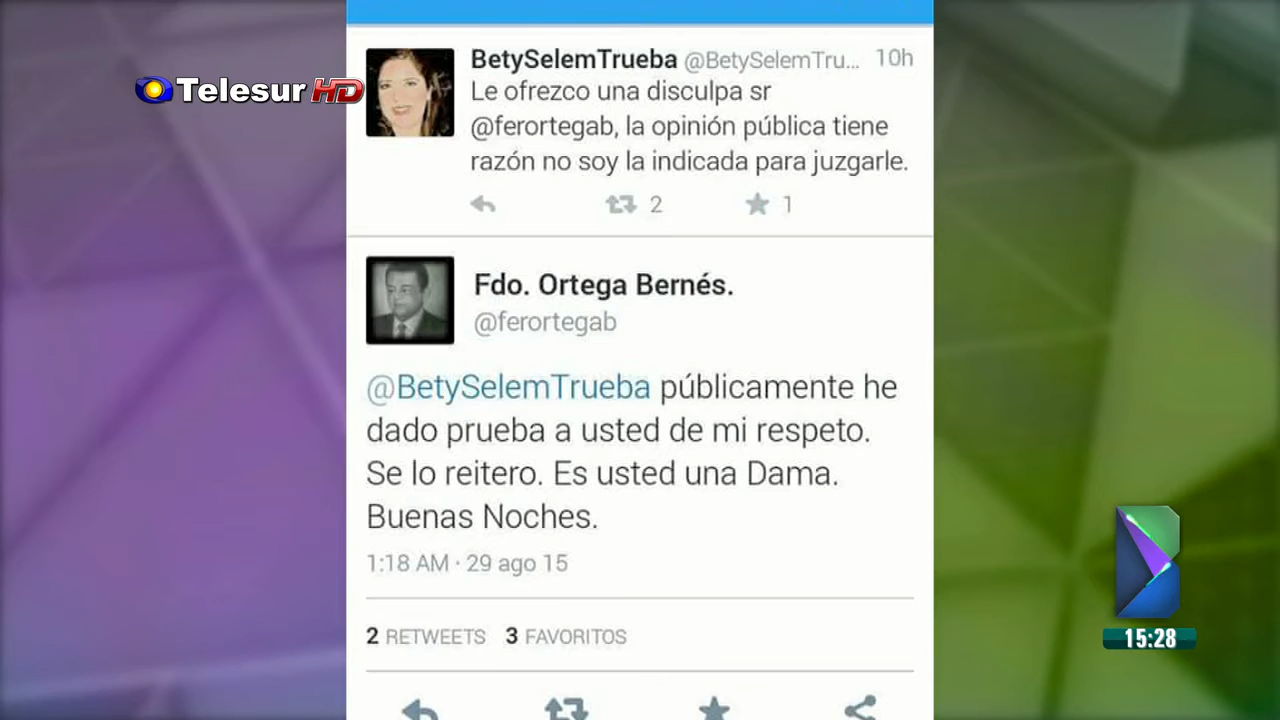 Telesur HD
BetySelemTrueba @BetySelemTru... 10h
Le ofrezco una disculpa sr
@ferortegab, la opinión pública tiene
razón no soy la indicada para juzgarle.
2 1
Fdo. Ortega Bernés.
@ferortegab
@BetySelemTrueba públicamente he
dado prueba a usted de mi respeto.
Se lo reitero. Es usted una Dama.
Buenas Noches.
1:18 AM · 29 ago 15
2 RETWEETS 3 FAVORITOS
15:28